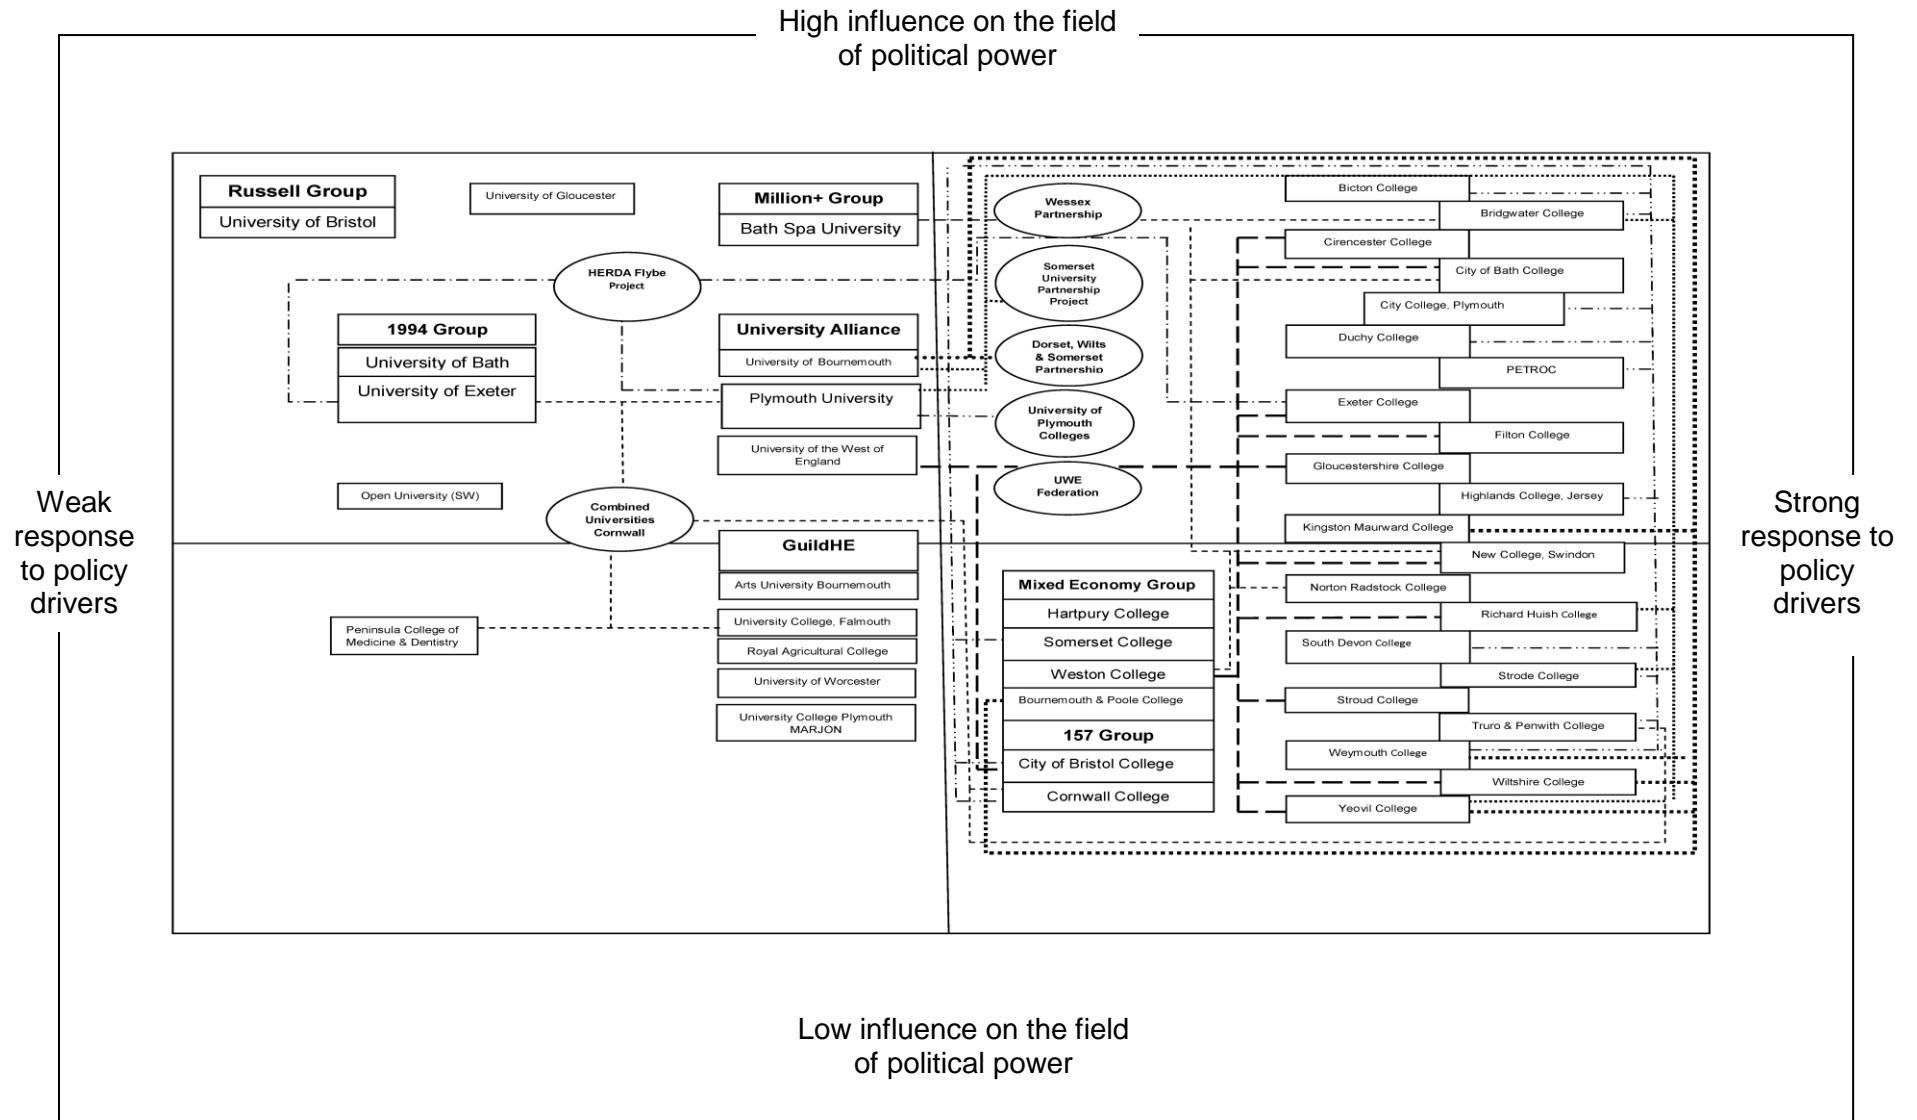 High influence on the field
of political power
Weak
response
to policy
drivers
Russell Group
University of Bristol
University of Gloucester
Million+ Group
Bath Spa University
HERDA Flybe
Project
1994 Group
University of Bath
University of Exeter
University Alliance
University of Bournemouth
Plymouth University
University of the West of
England
Open University (SW)
Combined
Universities
Cornwall
GuildHE
Arts University Bournemouth
University College, Falmouth
Royal Agricultural College
University of Worcester
University College Plymouth
MARJON
Peninsula College of
Medicine & Dentistry
Wessex
Partnership
Somerset
University
Partnership
Project
Dorset, Wilts
& Somerset
Partnership
University of
Plymouth
Colleges
UWE
Federation
Mixed Economy Group
Hartpury College
Somerset College
Weston College
Bournemouth & Poole College
157 Group
City of Bristol College
Cornwall College
Bicton College
Bridgwater College
Cirencester College
City of Bath College
City College, Plymouth
Duchy College
PETROC
Exeter College
Filton College
Gloucestershire College
Highlands College, Jersey
Kingston Maurward College
New College, Swindon
Norton Radstock College
Richard Huish College
South Devon College
Strode College
Stroud College
Truro & Penwith College
Weymouth College
Wiltshire College
Yeovil College
Strong
response to
policy
drivers
Low influence on the field
of political power